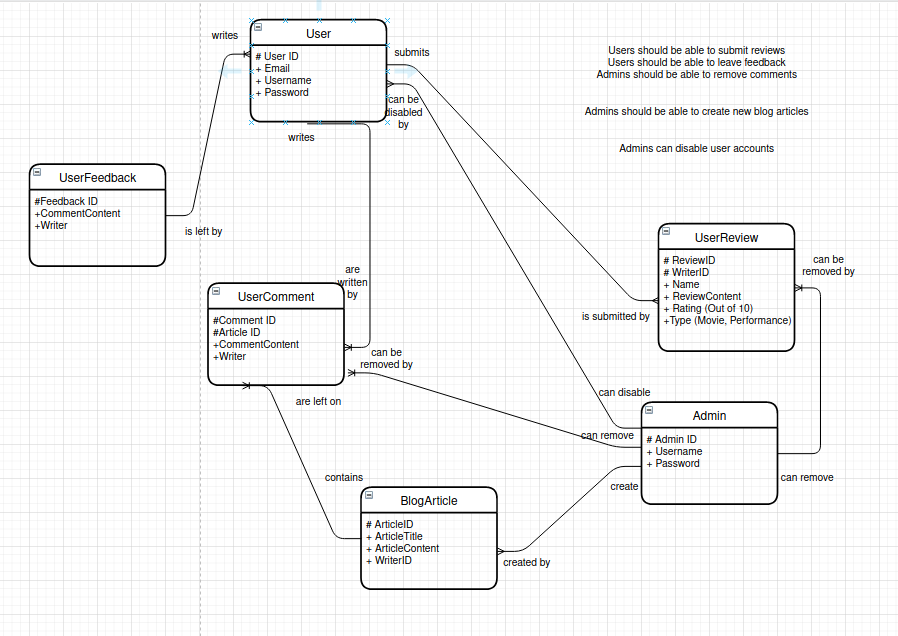 writes
User
# User ID
+ Email
+ Username
+ Password
submits
can be
disabled
by
Users should be able to submit reviews
Users should be able to leave feedback
Admins should be able to remove comments
Admins should be able to create new blog articles
Admins can disable user accounts
writes
UserFeedback
#Feedback ID
+CommentContent
+Writer
is left by
UserReview
# ReviewID
# WriterID
+ Name
+ ReviewContent
+ Rating (Out of 10)
+Type (Movie, Performance)
can be
removed by
are
written
by
UserComment
#Comment ID
#Article ID
+CommentContent
+Writer
is submitted by
can be
removed by
are left on
can disable
can remove
Admin
# Admin ID
+ Username
+ Password
can remove
contains
create
BlogArticle
# ArticleID
+ ArticleTitle
+ ArticleContent
+ WriterID
created by